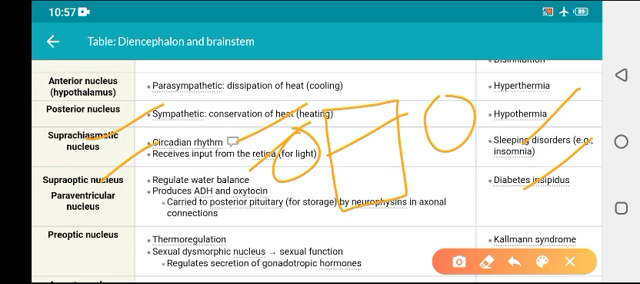 10:57
89
Table: Diencephalon and brainstem
Disinhibition
Anterior nucleus
(hypothalamus)
Parasympathetic: dissipation of heat (cooling)
Hyperthermia
Posterior nucleus
Sympathetic: conservation of heat (heating)
Hypothermia
Suprachiasmatic
nucleus
Circadian rhythm
Receives input from the retina (for light)
Sleeping disorders (e.g.,
insomnia)
Supraoptic nucleus
Paraventricular
nucleus
Regulate water balance
Produces ADH and oxytocin
Carried to posterior pituitary (for storage) by neurophysins in axonal
connections
Diabetes insipidus
Preoptic nucleus
Thermoregulation
Sexual dysmorphic nucleus → sexual function
Regulates secretion of gonadotropic hormones
Kallmann syndrome